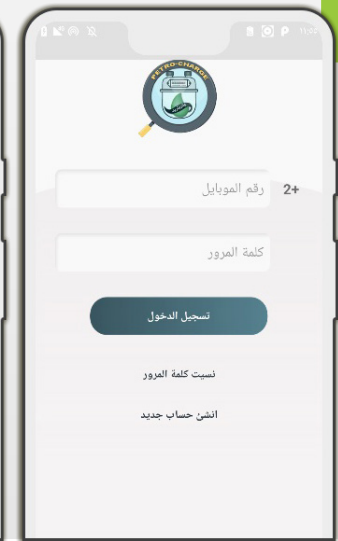 PETRO-CHARGE
رقم الموبايل
2+
كلمة المرور
تسجيل الدخول
نسيت كلمة المرور
انشئ حساب جديد